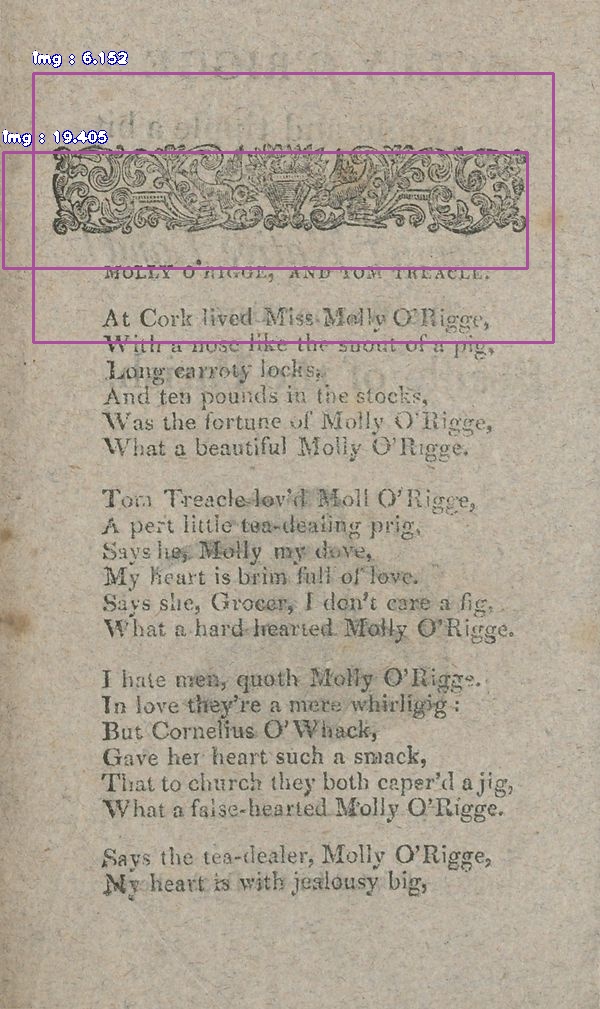 Img : 6.152
Img : 19.405
MOLLY O'RIGGE, AND TOM TREACLE.
At Cork lived Miss Molly O'Rigge,
With a nose like the snout of a pig,
Long carroty locks,
And ten pounds in the stocks,
Was the fortune of Molly O'Rigge,
What a beautiful Molly O'Rigge.
Tom Treacle lov'd Moll O'Rigge,
A pert little tea-dealing prig,
Says he, Molly my dove,
My heart is brim full of love.
Says she, Grocer, I don't care a fig,
What a hard hearted Molly O'Rigge.
I hate men, quoth Molly O'Rigge.
In love they're a mere whirligig :
But Cornelius O'Whack,
Gave her heart such a smack,
That to church they both caper'd a jig,
What a false-hearted Molly O'Rigge.
Says the tea-dealer, Molly O'Rigge,
My heart is with jealousy big,